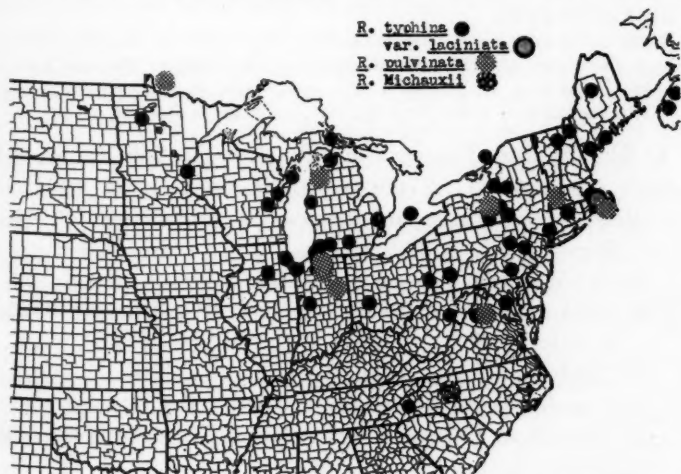 R. typhina
var. laciniata
R. pulvinata
R. Michauxii